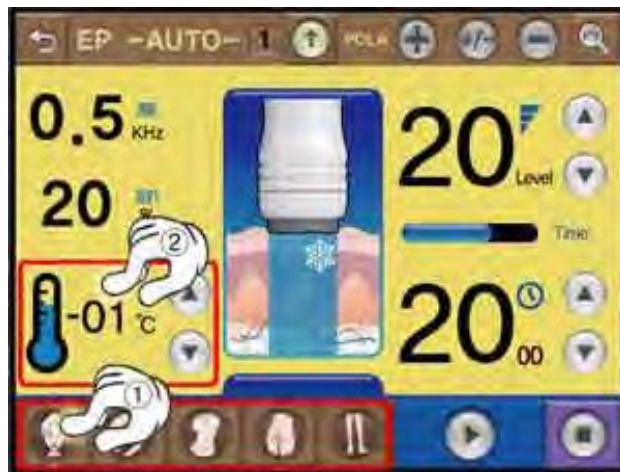 EP -AUTO- 1 POLA + +/- -
0.5 KHz
20
20 Level
②
Time
-01 °C
20 00
①